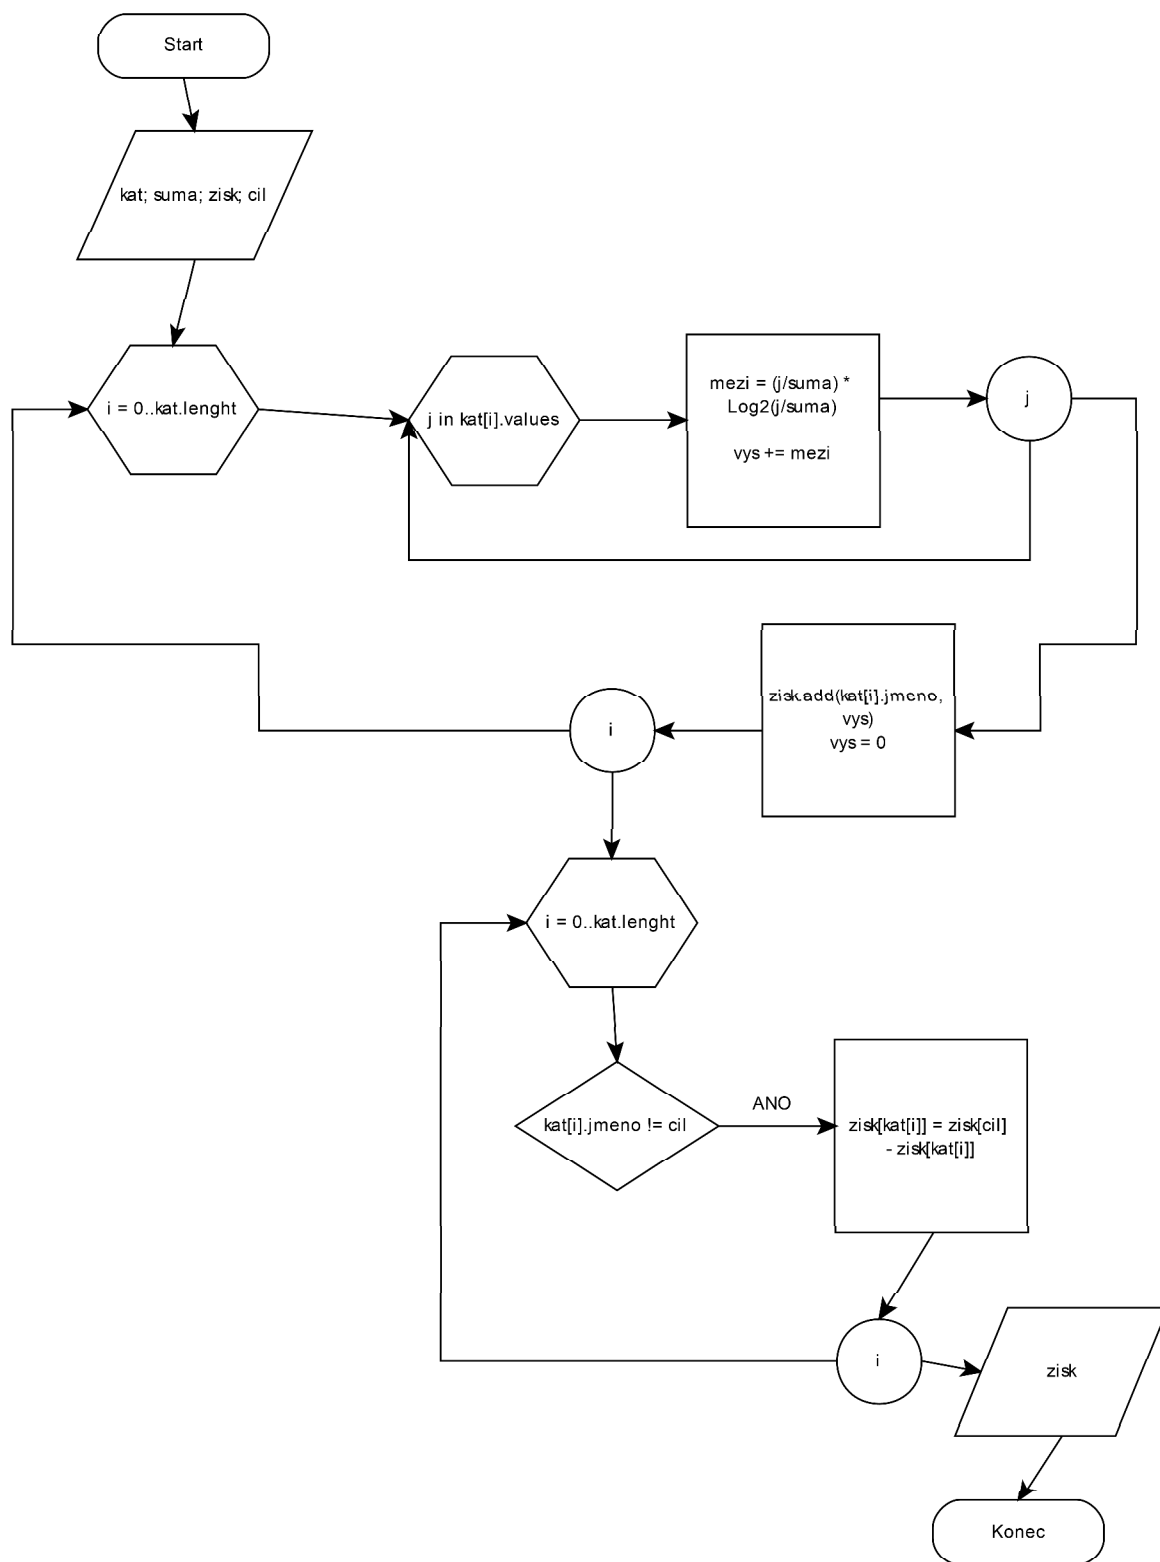 Start
kat; suma; zisk; cil
i = 0..kat.lenght
j in kat[i].values
mezi = (j/suma) *
Log2(j/suma)
vys += mezi
j
zisk.add(kat[i].jmeno,
vys)
vys = 0
i
i = 0..kat.lenght
kat[i].jmeno != cil
ANO
zisk[kat[i]] = zisk[cil]
- zisk[kat[i]]
i
zisk
Konec